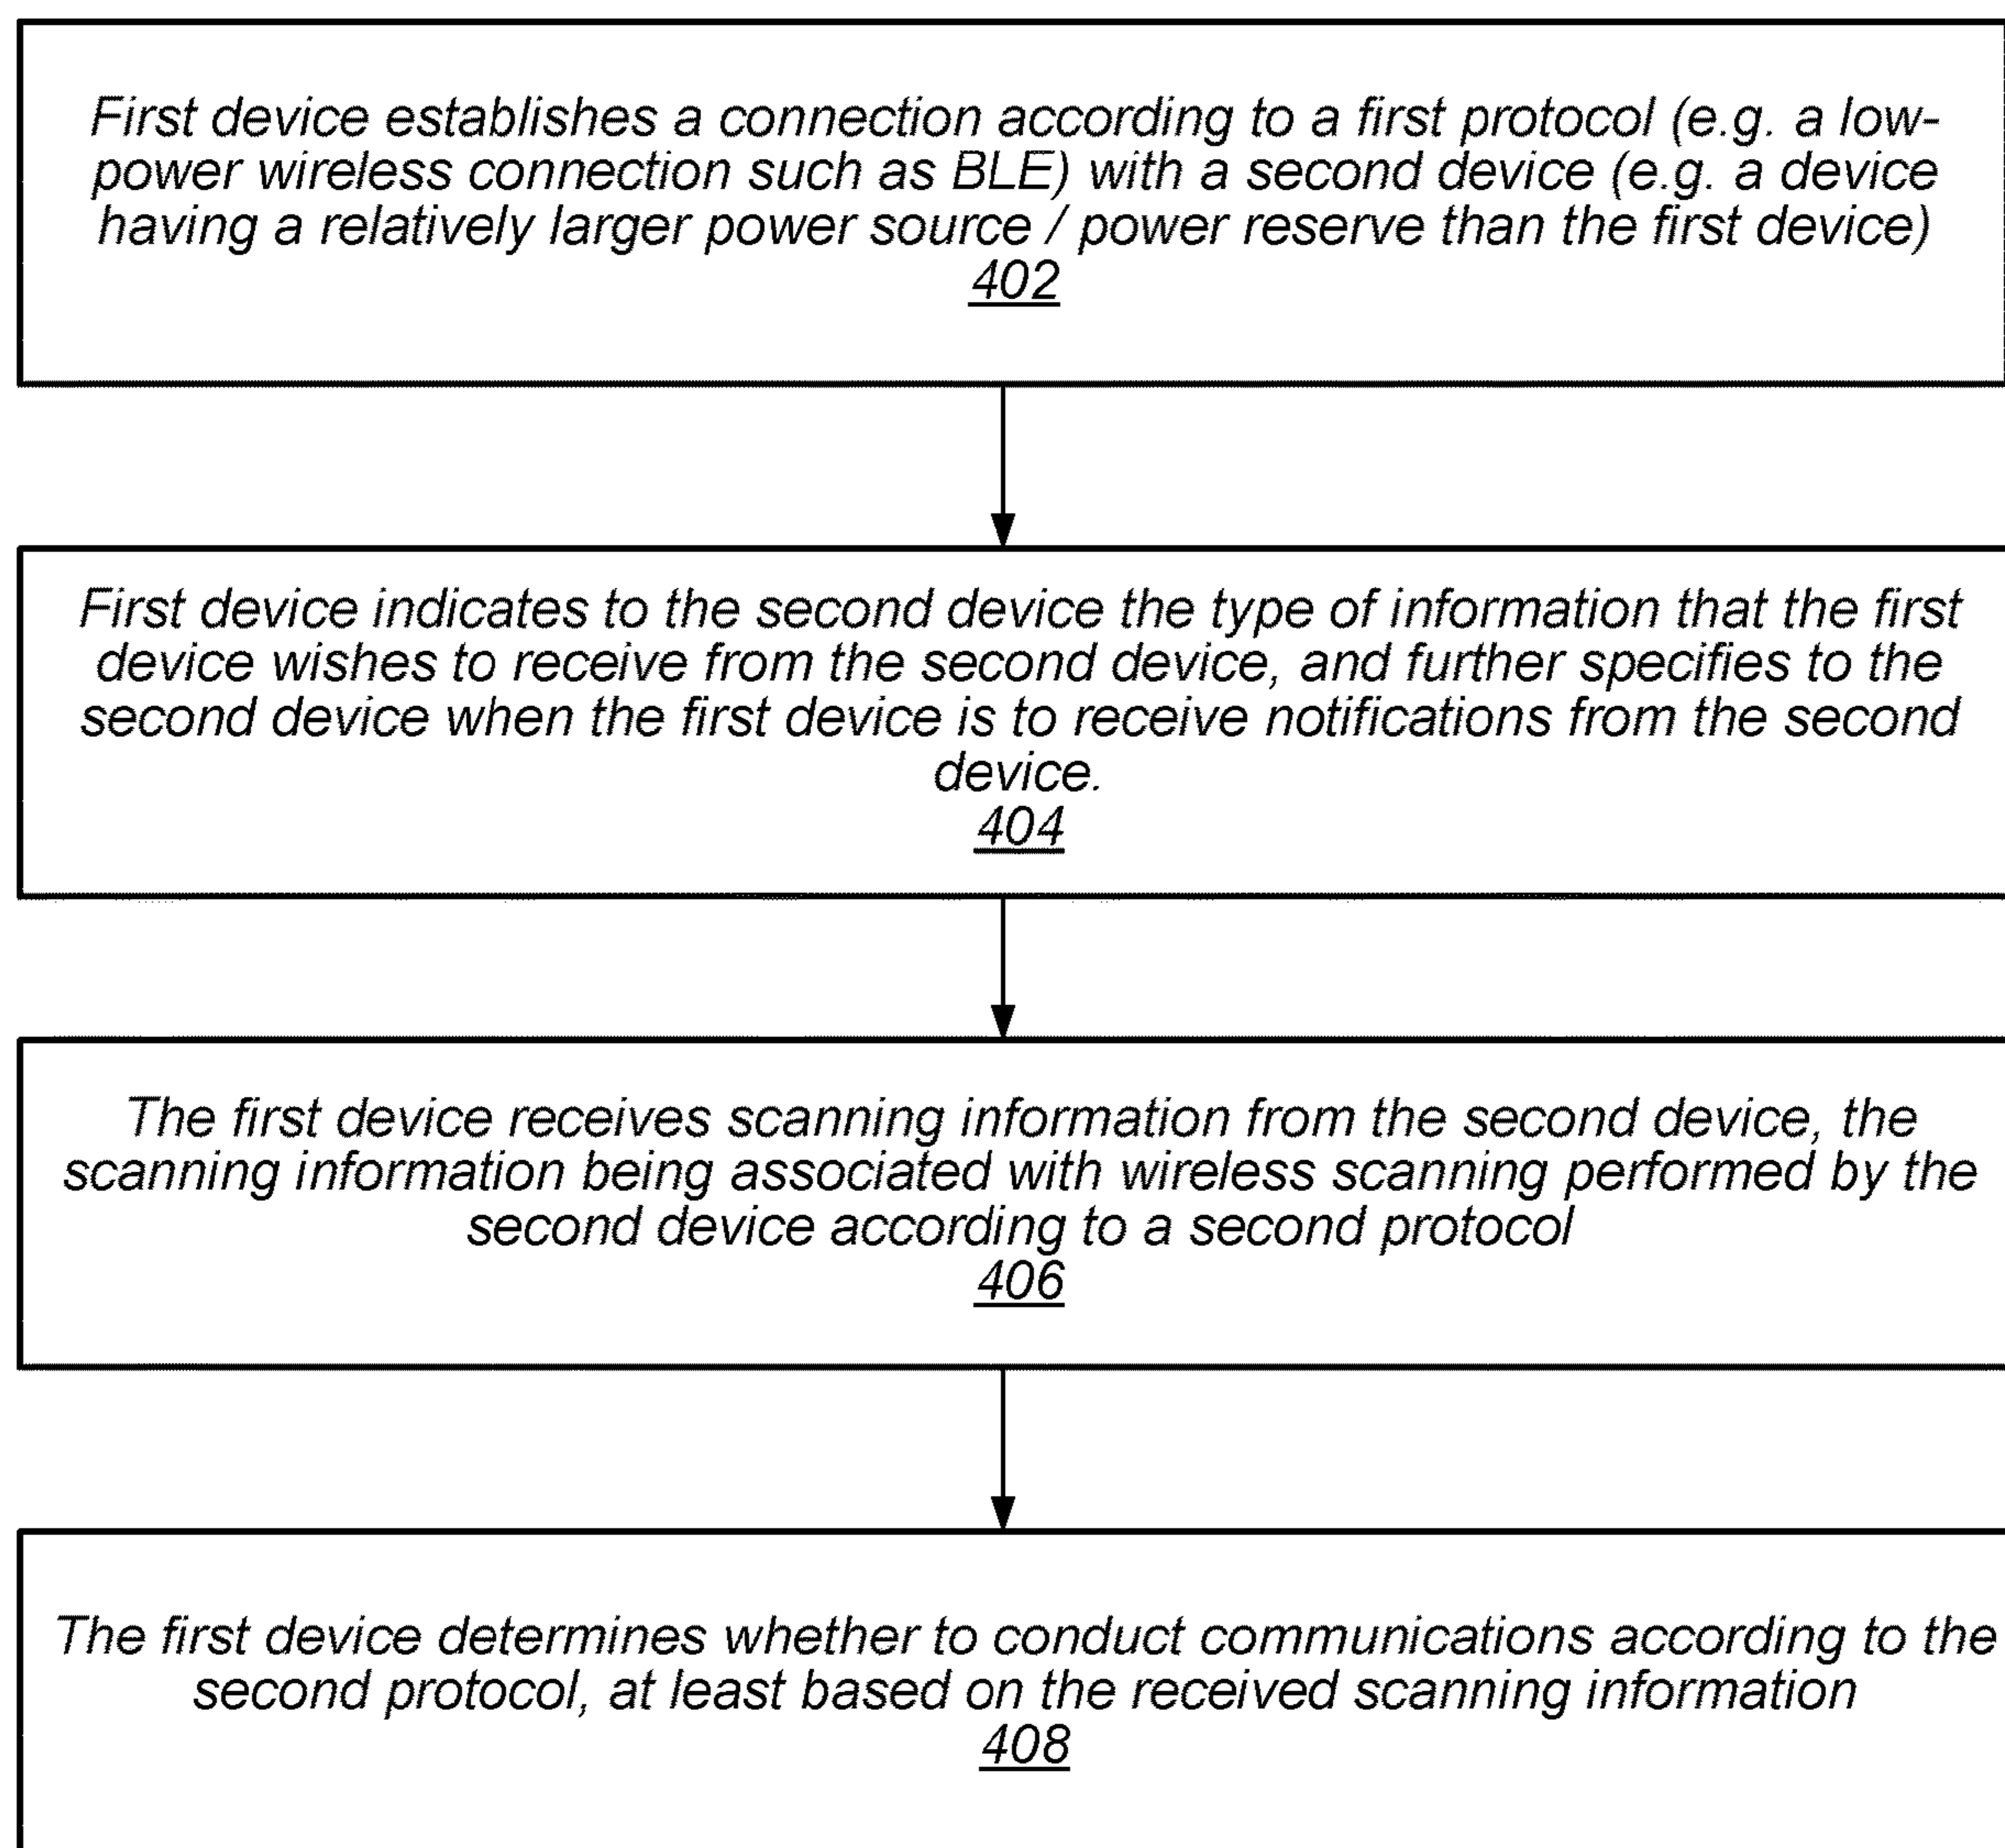 First device establishes a connection according to a first protocol (e.g. a low-
power wireless connection such as BLE) with a second device (e.g. a device
having a relatively larger power source / power reserve than the first device)
402
First device indicates to the second device the type of information that the first
device wishes to receive from the second device, and further specifies to the
second device when the first device is to receive notifications from the second
device.
404
The first device receives scanning information from the second device, the
scanning information being associated with wireless scanning performed by the
second device according to a second protocol
406
The first device determines whether to conduct communications according to the
second protocol, at least based on the received scanning information
408